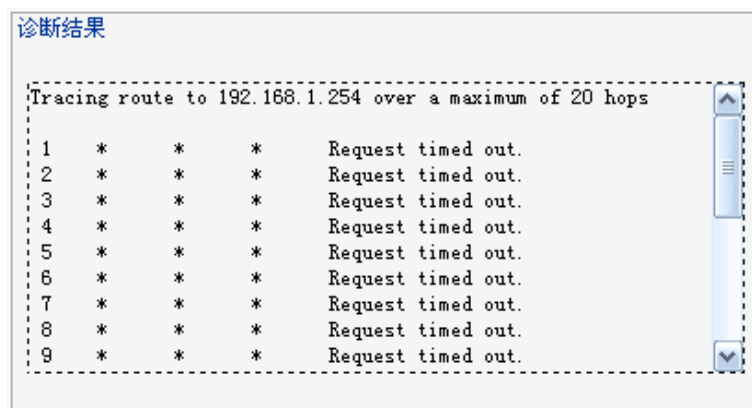 诊断结果
Tracing route to 192.168.1.254 over a maximum of 20 hops
1 * * * Request timed out.
2 * * * Request timed out.
3 * * * Request timed out.
4 * * * Request timed out.
5 * * * Request timed out.
6 * * * Request timed out.
7 * * * Request timed out.
8 * * * Request timed out.
9 * * * Request timed out.